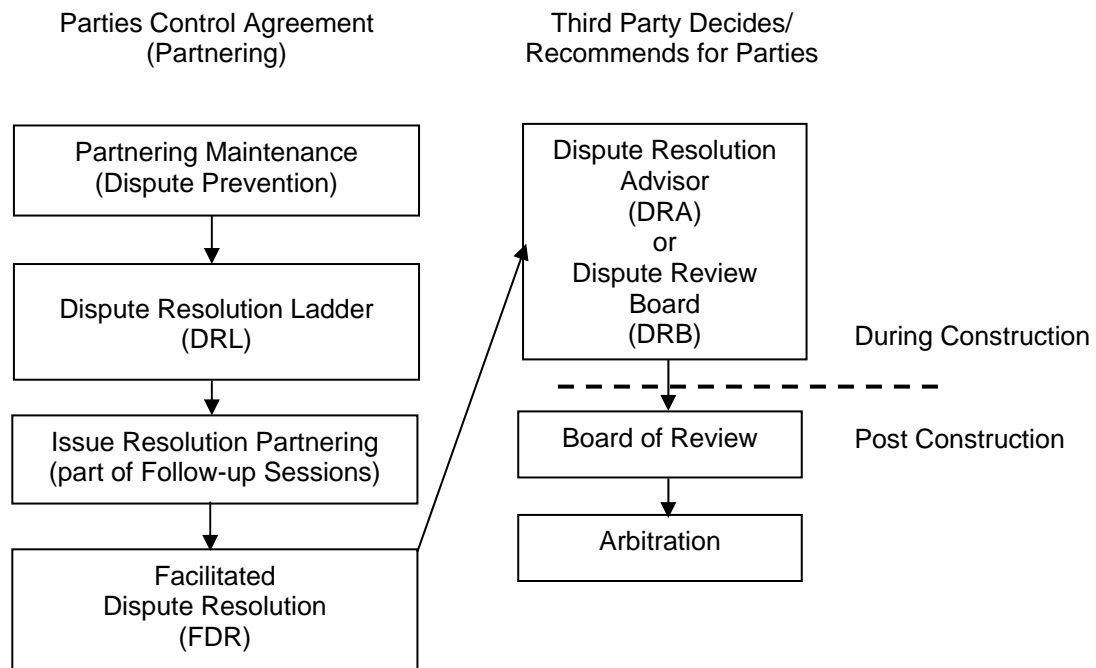 Parties Control Agreement
(Partnering)
Third Party Decides/
Recommends for Parties
Partnering Maintenance
(Dispute Prevention)
Dispute Resolution Ladder
(DRL)
Issue Resolution Partnering
(part of Follow-up Sessions)
Facilitated
Dispute Resolution
(FDR)
Dispute Resolution
Advisor
(DRA)
or
Dispute Review
Board
(DRB)
During Construction
Board of Review
Post Construction
Arbitration